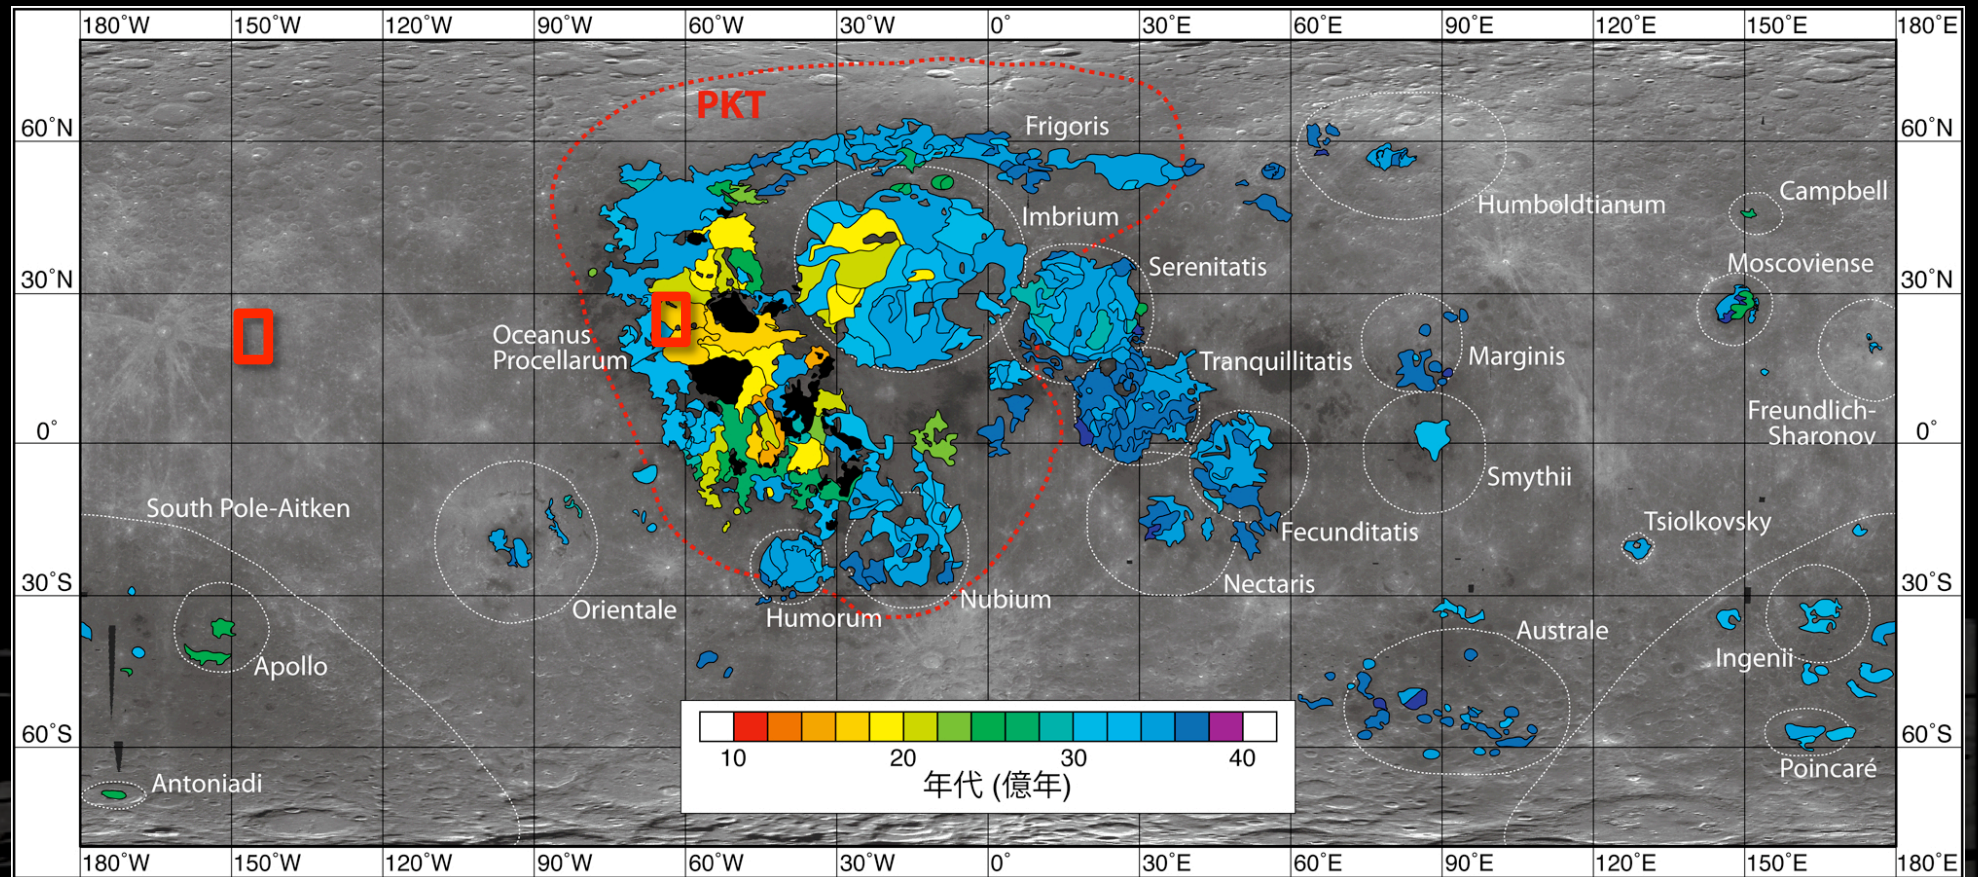 180˚W 150˚W 120˚W 90˚W 60˚W 30˚W 0˚ 30˚E 60˚E 90˚E 120˚E 150˚E 180˚E
PKT
60˚N Frigoris 60˚N
Campbell
Humboldtianum
Imbrium
Moscoviense
Serenitatis
30˚N 30˚N
Oceanus
Procellarum
Marginis
Tranquillitatis
Freundlich-
Sharonov
0˚ 0˚
Smythii
South Pole-Aitken
Tsiolkovsky
Fecunditatis
Nectaris
30˚S 30˚S
Nubium
Orientale
Humorum
Australe
Ingenii
Apollo
60˚S 60˚S
10 20 30 40
年代 (億年)
Poincaré
Antoniadi
180˚W 150˚W 120˚W 90˚W 60˚W 30˚W 0˚ 30˚E 60˚E 90˚E 120˚E 150˚E 180˚E